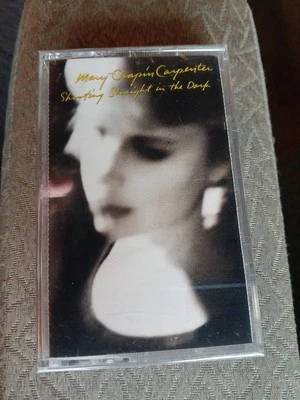 Mary-Chapin Carpenter
Shooting Straight in the Dark